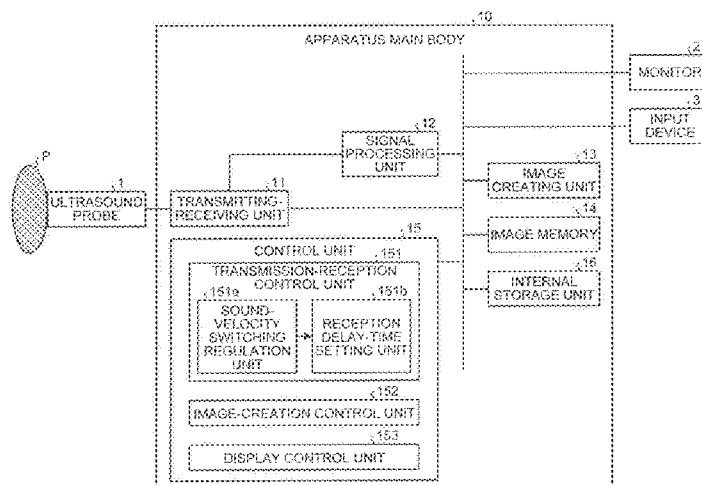 10
APPARATUS MAIN BODY
2
MONITOR
3
INPUT
DEVICE
12
SIGNAL
PROCESSING
UNIT
P
1
ULTRASOUND
PROBE
11
TRANSMITTING-
RECEIVING UNIT
13
IMAGE
CREATING UNIT
14
IMAGE MEMORY
16
INTERNAL
STORAGE UNIT
15
CONTROL UNIT
151
TRANSMISSION-RECEPTION
CONTROL UNIT
151a
SOUND-
VELOCITY
SWITCHING
REGULATION
UNIT
151b
RECEPTION
DELAY-TIME
SETTING UNIT
152
IMAGE-CREATION CONTROL UNIT
153
DISPLAY CONTROL UNIT